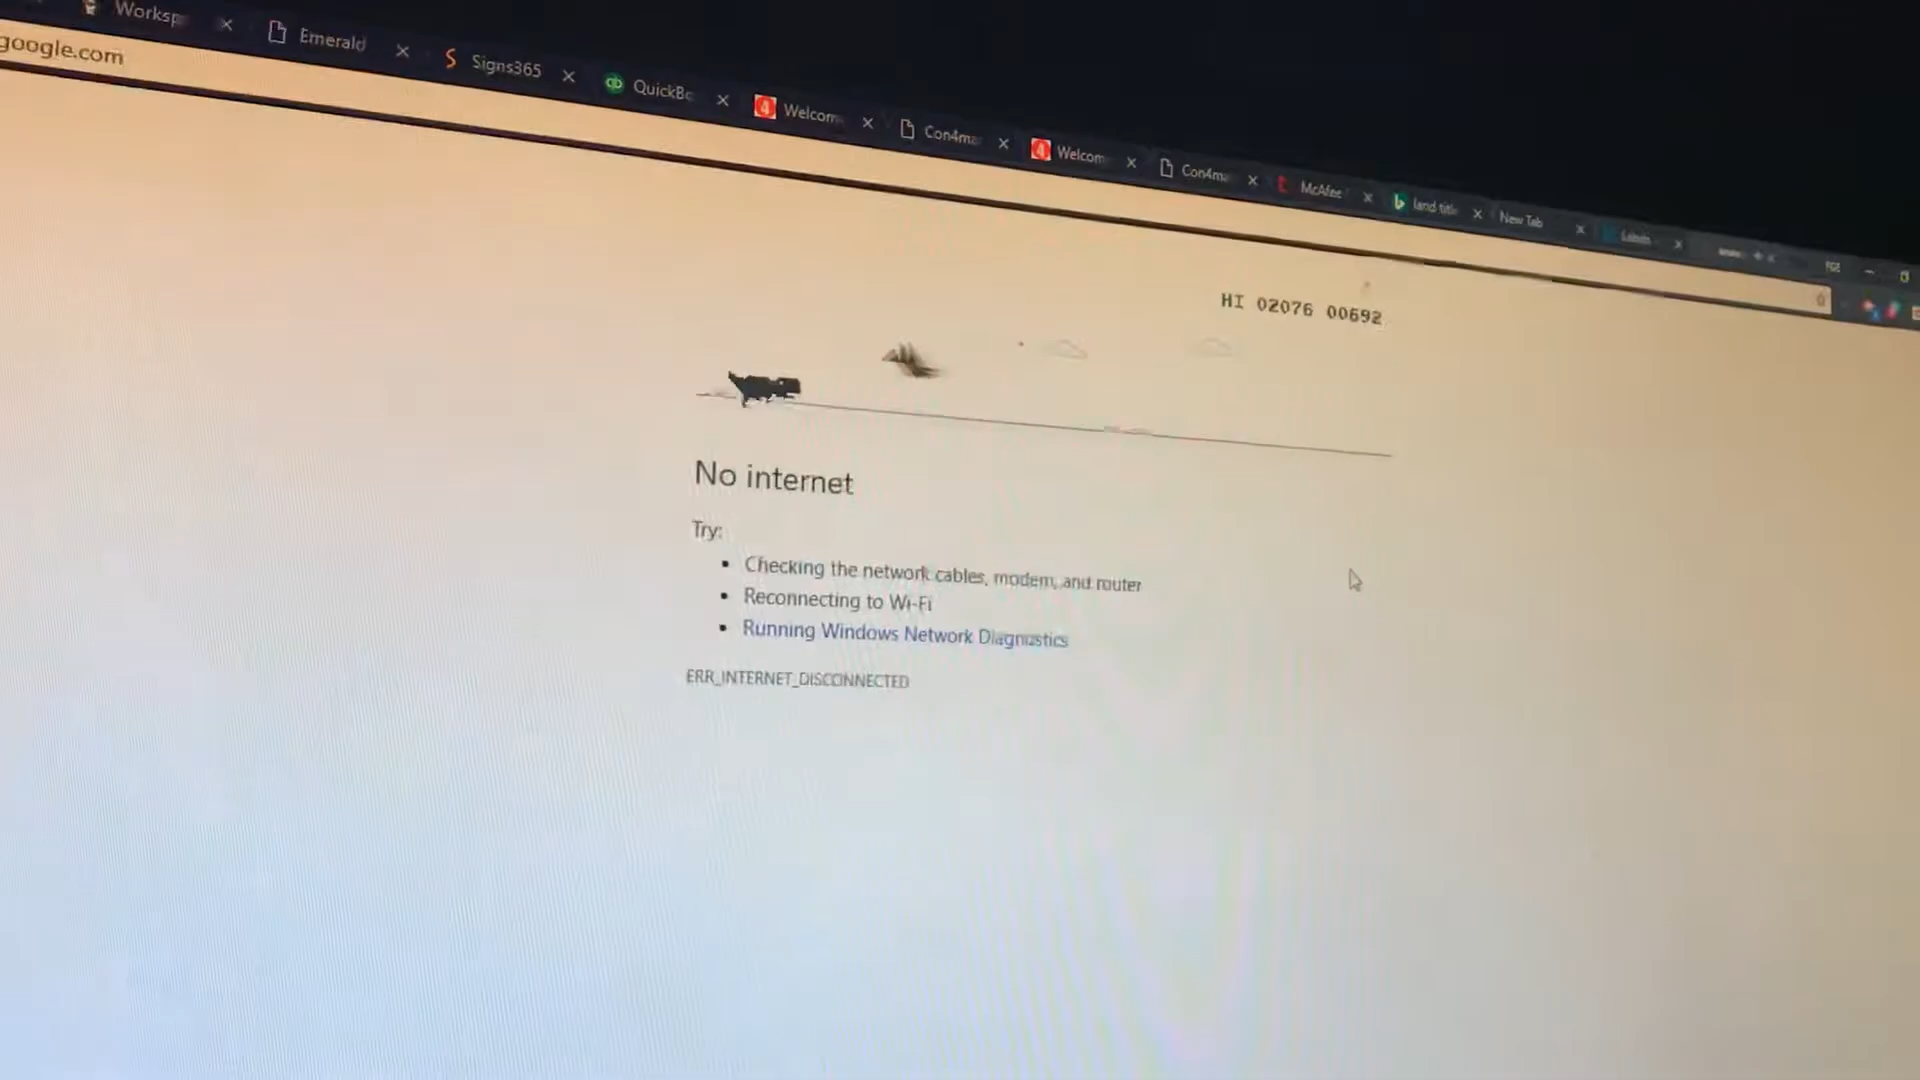 Worksp
Emerald
Signs365
QuickBo
Welcom
Con4ma
Welcom
Con4ma
McAfee
land title
New Tab
google.com
HI 02076 00692
No internet
Try:
• Checking the network cables, modem, and router
• Reconnecting to Wi-Fi
• Running Windows Network Diagnostics
ERR_INTERNET_DISCONNECTED